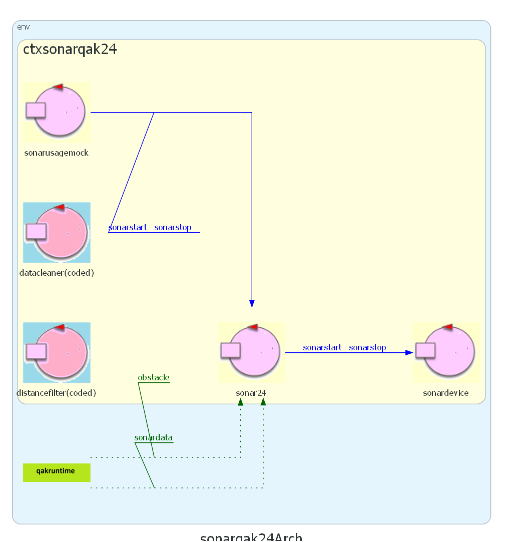 env
ctxsonarqak24
sonarusagemock
sonarstart sonarstop
datacleaner(coded)
sonarstart sonarstop
distancefilter(coded)
obstacle
sonar24
sonardevice
sonardata
qakruntime
sonarqak24Arch